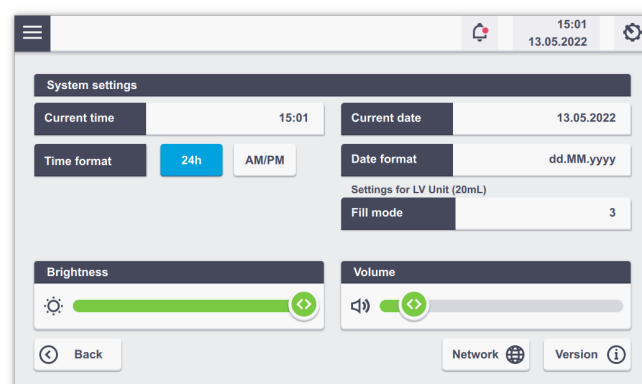 15:01
13.05.2022
System settings
Current time 15:01
Current date 13.05.2022
Time format 24h AM/PM
Date format dd.MM.yyyy
Settings for LV Unit (20mL)
Fill mode 3
Brightness
Volume
Back
Network
Version